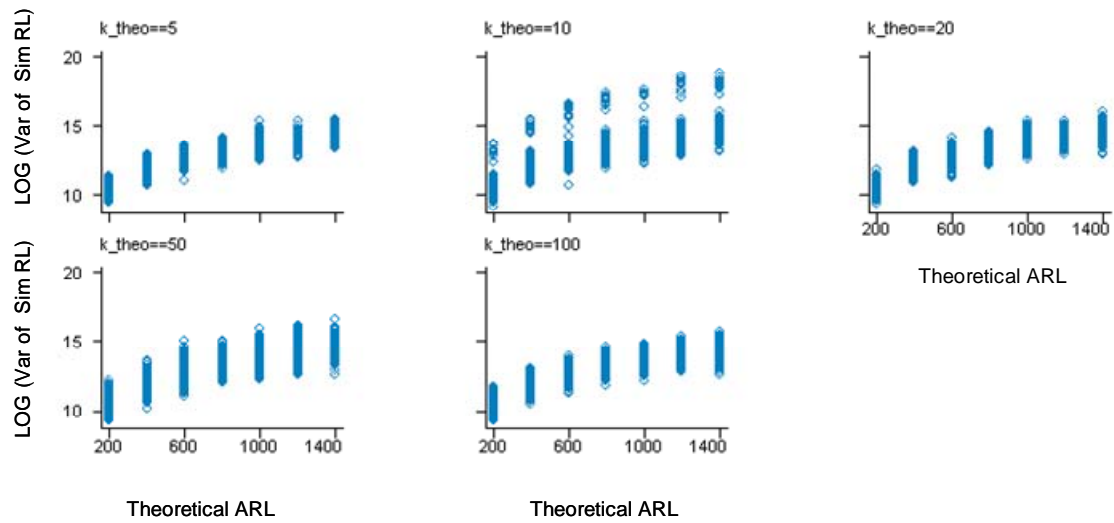 k_theo==5
k_theo==10
k_theo==20
LOG (Var of Sim RL)
20
15
10
200
600
1000
1400
Theoretical ARL
k_theo==50
k_theo==100
LOG (Var of Sim RL)
20
15
10
200
600
1000
1400
200
600
1000
1400
Theoretical ARL
Theoretical ARL